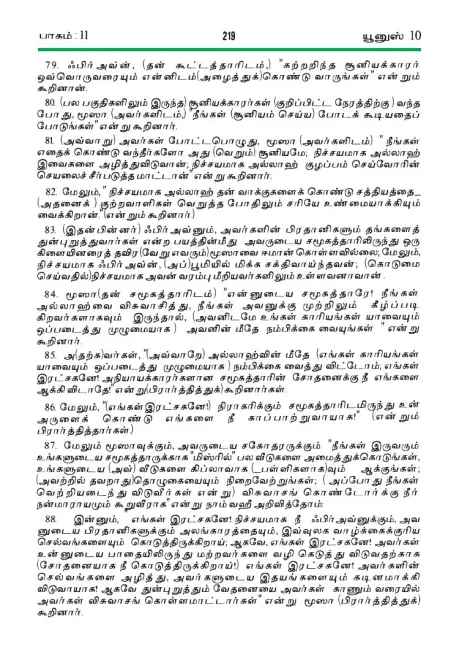 பாகம் : 11 219 யூனுஸ் 10
79. ஃபிர்அவ்ன், (தன் கூட்டத்தாரிடம்,) "கற்றறிந்த சூனியக்காரர்
ஒவ்வொருவரையும் என்னிடம்(அழைத்துக்)கொண்டு வாருங்கள்" என்றும்
கூறினான்.
80. (பல பகுதிகளிலும் இருந்த) சூனியக்காரர்கள் (குறிப்பிட்ட நேரத்திற்கு) வந்த
போது, மூஸா (அவர்களிடம்,) "நீங்கள் (சூனியம் செய்ய) போடக் கூடியதைப்
போடுங்கள்" என்று கூறினார்.
81. (அவ்வாறு) அவர்கள் போட்டபொழுது, மூஸா (அவர்களிடம்) " நீங்கள்
எதைக் கொண்டு வந்தீர்களோ அது (வெறும்) சூனியமே; நிச்சயமாக அல்லாஹ்
இவைகளை அழித்துவிடுவான்; நிச்சயமாக அல்லாஹ் குழப்பம் செய்வோரின்
செயலைச் சீர்படுத்த மாட்டான்" என்று கூறினார்.
82. மேலும்," நிச்சயமாக அல்லாஹ் தன் வாக்குகளைக் கொண்டு சத்தியத்தை_
(அதனைக் ) குற்றவாளிகள் வெறுத்த போதிலும் சரியே உண்மையாக்கியும்
வைக்கிறான்."(என்றும் கூறினார்.)
83. (இதன்பின்னர்) ஃபிர்அவ்னும், அவர்களின் பிரதானிகளும் தங்களைத்
துன்புறுத்துவார்கள் என்ற பயத்தின்மீது அவருடைய சமூகத்தாரிலிருந்து ஒரு
கிளையினரைத் தவிர(வேறு எவரும்)மூஸாவை ஈமான் கொள்ளவில்லை; மேலும்,
நிச்சயமாக ஃபிர்அவ்ன், (அப்)பூமியில் மிக்க சக்திவாய்ந்தவன்; (கொடுமை
செய்வதில்)நிச்சயமாக அவன் வரம்பு மீறியவர்களிலும் உள்ளவனாவான் .
84. மூஸா(தன் சமூகத்தாரிடம்) "என்னுடைய சமூகத்தாரே! நீங்கள்
அல்லாஹ்வை விசுவாசித்து, நீங்கள் அவனுக்கு முற்றிலும் கீழ்ப்படி
கிறவர்களாகவும் இருந்தால், (அவனிடமே உங்கள் காரியங்கள் யாவையும்
ஒப்படைத்து முழுமையாக ) அவனின் மீதே நம்பிக்கை வையுங்கள் " என்று
கூறினார்.
85. அ(தற்க)வர்கள், "(அவ்வாறே) அல்லாஹ்வின் மீதே (எங்கள் காரியங்கள்
யாவையும் ஒப்படைத்து முழுமையாக ) நம்பிக்கை வைத்து விட்டோம்; எங்கள்
இரட்சகனே! அநியாயக்காரர்களான சமூகத்தாரின் சோதனைக்கு நீ எங்களை
ஆக்கிவிடாதே! என்று(பிரார்த்தித்துக்)கூறினார்கள்.
86. மேலும், "(எங்கள்இரட்சகனே!) நிராகரிக்கும் சமூகத்தாரிடமிருந்து உன்
அருளைக் கொண்டு எங்களை நீ காப்பாற்றுவாயாக!" (என்றும்
பிரார்த்தித்தார்கள்.)
87. மேலும் மூஸாவுக்கும், அவருடைய சகோதரருக்கும் "நீங்கள் இருவரும்
உங்களுடைய சமூகத்தாருக்காக "மிஸ்ரில்" பல வீடுகளை அமைத்துக்கொடுங்கள்,
உங்களுடைய (அவ்) வீடுகளை கிப்லாவாக (_பள்ளிகளாக)வும் ஆக்குங்கள்;
(அவற்றில் தவறாது)தொழுகையையும் நிறைவேற்றுங்கள்; (அப்போது நீங்கள்
வெற்றியடைந்து விடுவீர்கள் என்று) விசுவாசங் கொண்டோர்க்கு நீர்
நன்மாராயமும் கூறுவீராக" என்று நாம் வஹீ அறிவித்தோம்:
88. இன்னும், எங்கள் இரட்சகனே! நிச்சயமாக நீ ஃபிர்அவ்னுக்கும், அவ
னுடைய பிரதானிகளுக்கும் அலங்காரத்தையும், இவ்வுலக வாழ்க்கைக்குரிய
செல்வங்களையும் கொடுத்திருக்கிறாய்; ஆகவே, எங்கள் இரட்சகனே! அவர்கள்
உன்னுடைய பாதையிலிருந்து மற்றவர்களை வழி கெடுத்து விடுவதற்காக
(சோதனையாக நீ கொடுத்திருக்கிறாய்!) எங்கள் இரட்சகனே! அவர்களின்
செல்வங்களை அழித்து, அவர்களுடைய இதயங்களையும் கடினமாக்கி
விடுவாயாக! ஆகவே துன்புறுத்தும் வேதனையை அவர்கள் காணும் வரையில்
அவர்கள் விசுவாசங் கொள்ளமாட்டார்கள்" என்று மூஸா (பிரார்த்தித்துக்)
கூறினார்.